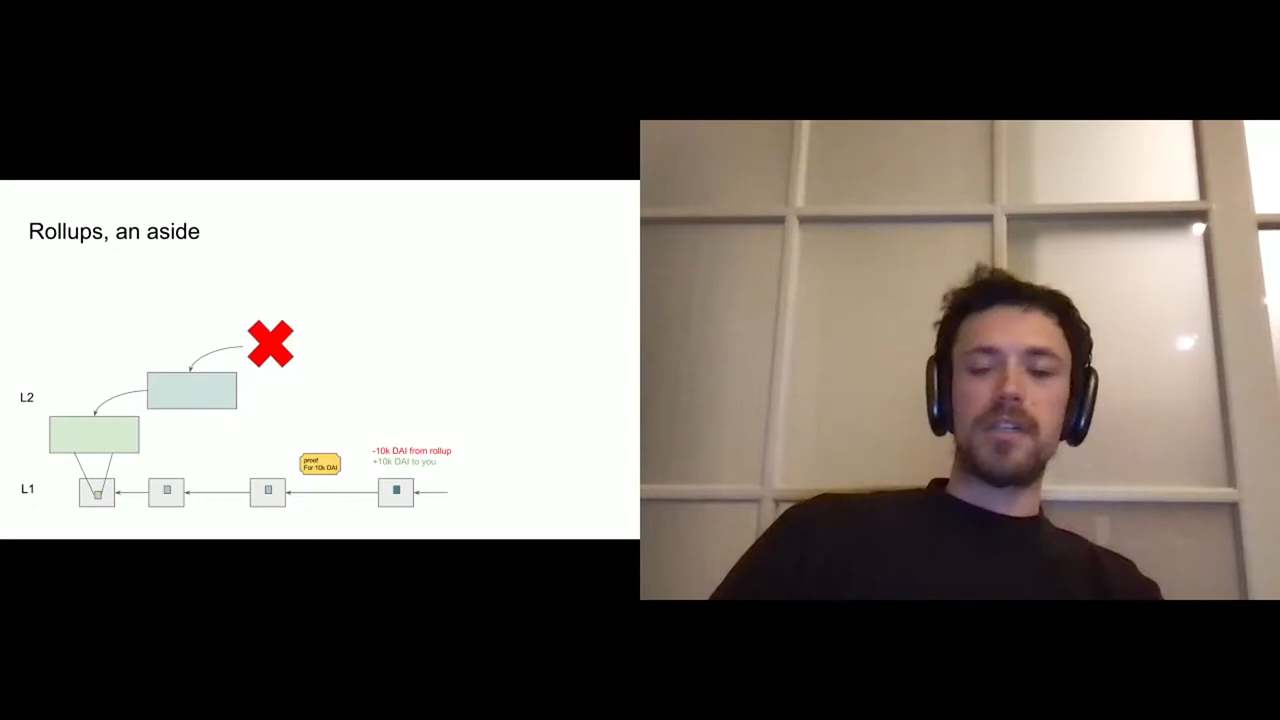 Rollups, an aside
L2
L1
proof
For 10k DAI
-10k DAI from rollup
+10k DAI to you